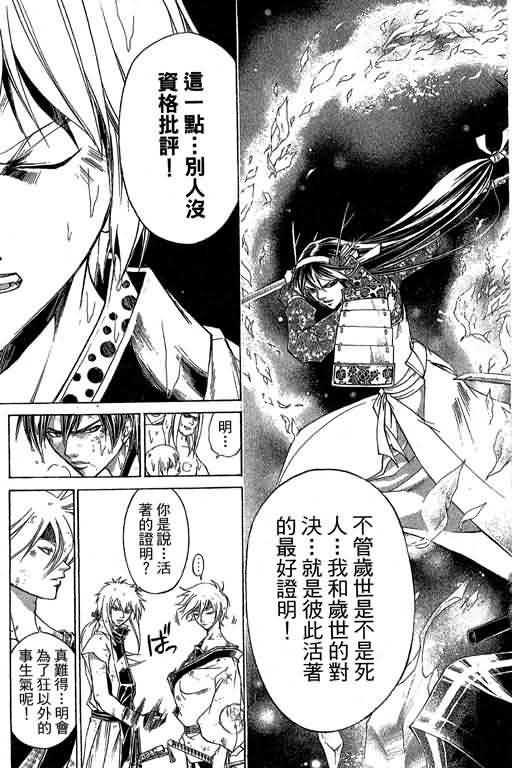 不管歲世是不是死
人…我和歲世的對
決…就是彼此活著
的最好證明！
這一點…別人沒
資格批評！
明…
你是說…活
著的證明？
……
ばっ
真難得…明會
為了狂以外的
事生氣呢！